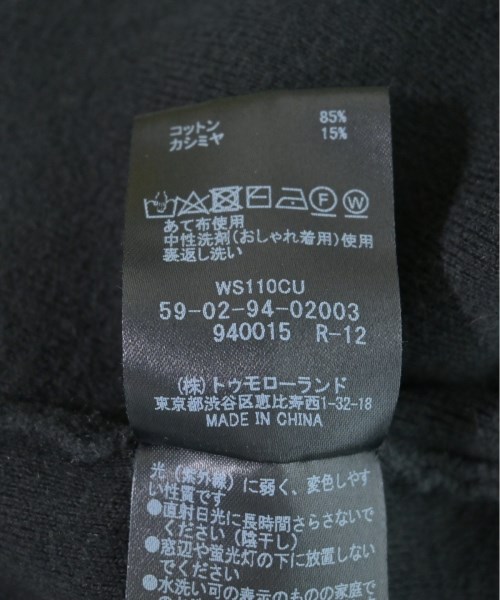 コットン 85%
カシミヤ 15%
F W
あて布使用
中性洗剤(おしゃれ着用)使用
裏返し洗い
WS110CU
59-02-94-02003
940015 R-12
(株)トゥモローランド
東京都渋谷区恵比寿西1-32-18
MADE IN CHINA
光(紫外線)に弱く、変色しやす
い性質です
●直射日光に長時間さらさないで
ください(陰干し)
●窓辺や蛍光灯の下に放置しない
でください
●水洗い可の表示のものの家庭で